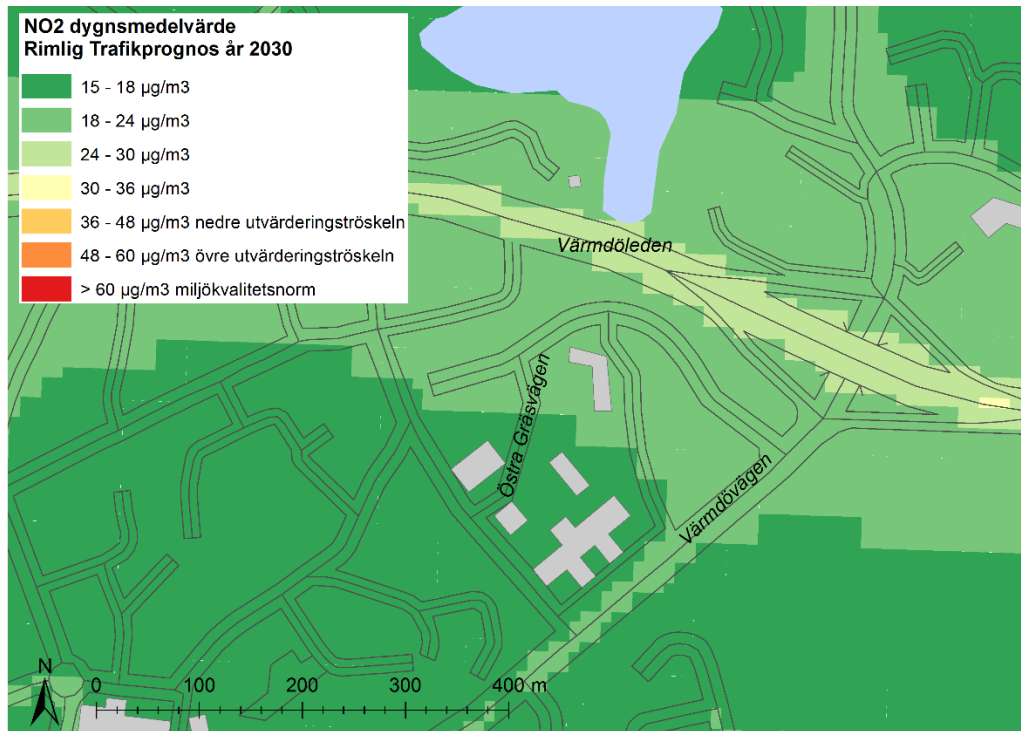 NO2 dygnsmedelvärde
Rimlig Trafikprognos år 2030
15 - 18 µg/m3
18 - 24 µg/m3
24 - 30 µg/m3
30 - 36 µg/m3
36 - 48 µg/m3 nedre utvärderingströskeln
48 - 60 µg/m3 övre utvärderingströskeln
> 60 µg/m3 miljökvalitetsnorm
Värmdöleden
Östra Gräsvägen
Värmdövägen
N
0 100 200 300 400 m